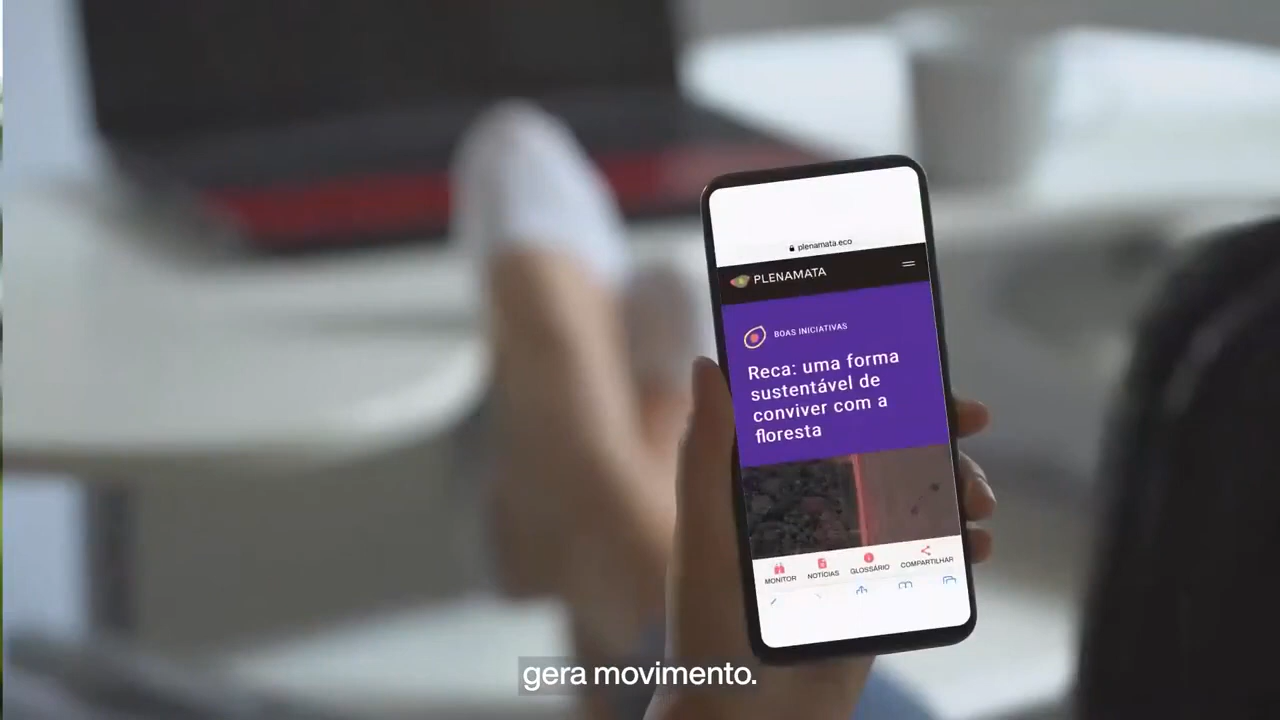 plenamata.eco
PLENAMATA
BOAS INICIATIVAS
Reca: uma forma
sustentável de
conviver com a
floresta
MONITOR NOTÍCIAS GLOSSÁRIO COMPARTILHAR
gera movimento.